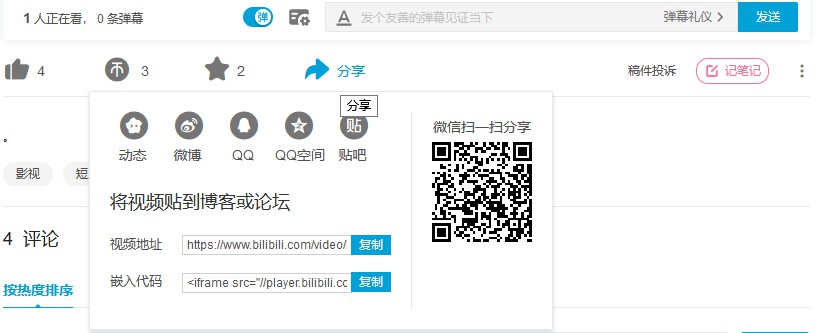 1 人正在看， 0 条弹幕
弹
A 发个友善的弹幕见证当下
弹幕礼仪 >
发送
4
币 3
2
分享
稿件投诉
记笔记
分享
动态
微博
QQ
QQ空间
贴
贴吧
微信扫一扫分享
。
影视
短
将视频贴到博客或论坛
4 评论
视频地址 https://www.bilibili.com/video/ 复制
嵌入代码 <iframe src="//player.bilibili.cc 复制
按热度排序